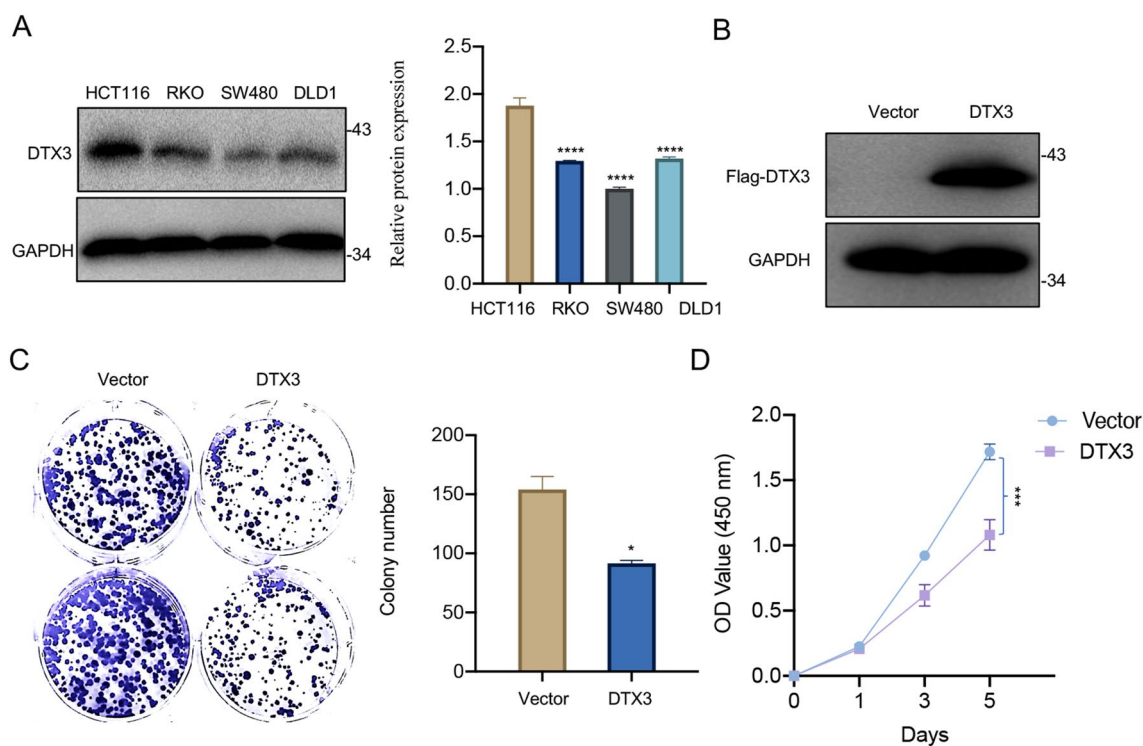 A
HCT116 RKO SW480 DLD1
DTX3
-43
GAPDH
-34
Relative protein expression
2.5
2.0
1.5
1.0
0.5
0.0
****
****
****
HCT116 RKO SW480 DLD1
B
Vector DTX3
Flag-DTX3
-43
GAPDH
-34
C
Vector DTX3
Colony number
200
150
100
50
0
*
Vector DTX3
D
OD Value (450 nm)
2.0
1.5
1.0
0.5
0.0
0 1 3 5
Days
Vector
DTX3
***